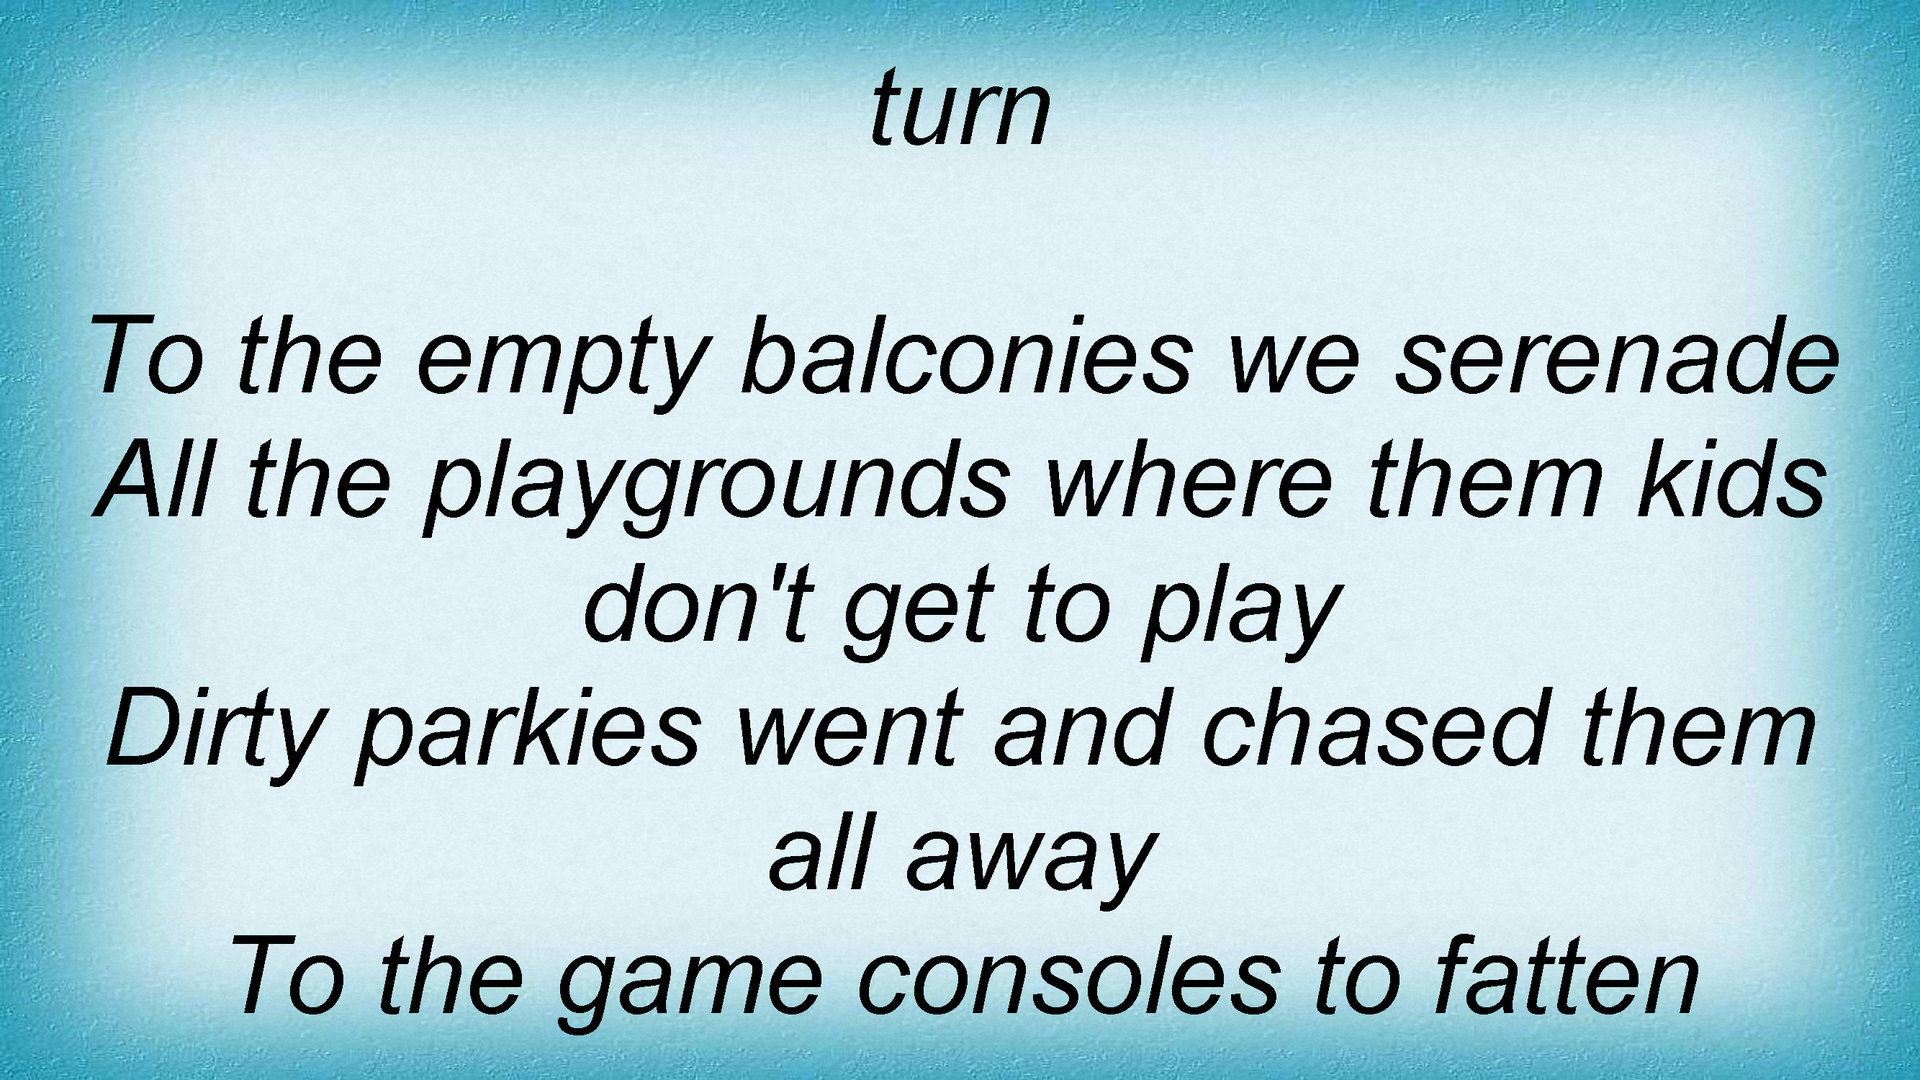 turn
To the empty balconies we serenade
All the playgrounds where them kids
don't get to play
Dirty parkies went and chased them
all away
To the game consoles to fatten